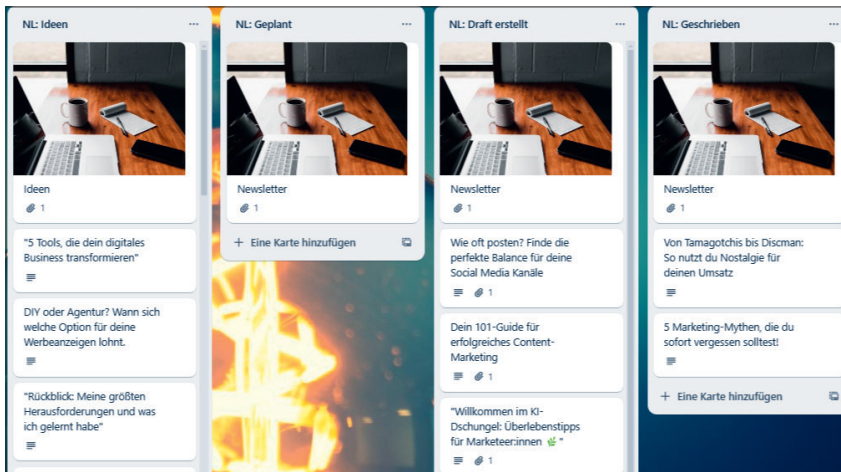 NL: Ideen
Ideen
1
"5 Tools, die dein digitales
Business transformieren"
DIY oder Agentur? Wann sich
welche Option für deine
Werbeanzeigen lohnt.
"Rückblick: Meine größten
Herausforderungen und was
ich gelernt habe"
NL: Geplant
Newsletter
1
+ Eine Karte hinzufügen
NL: Draft erstellt
Newsletter
1
Wie oft posten? Finde die
perfekte Balance für deine
Social Media Kanäle
1
Dein 101-Guide für
erfolgreiches Content-
Marketing
1
"Willkommen im KI-
Dschungel: Überlebenstipps
für Marketeer:innen 🌿 "
1
NL: Geschrieben
Newsletter
1
Von Tamagotchis bis Discman:
So nutzt du Nostalgie für
deinen Umsatz
5 Marketing-Mythen, die du
sofort vergessen solltest!
+ Eine Karte hinzufügen